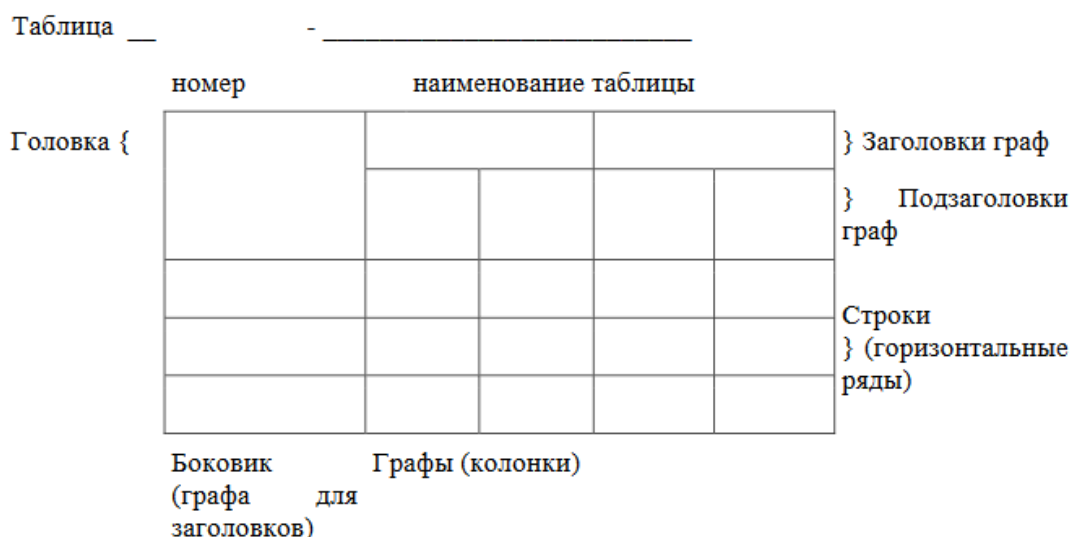 Таблица __ - __________________________
номер наименование таблицы
Головка { } Заголовки граф
} Подзаголовки
граф
Строки
} (горизонтальные
ряды)
Боковик Графы (колонки)
(графа для
заголовков)